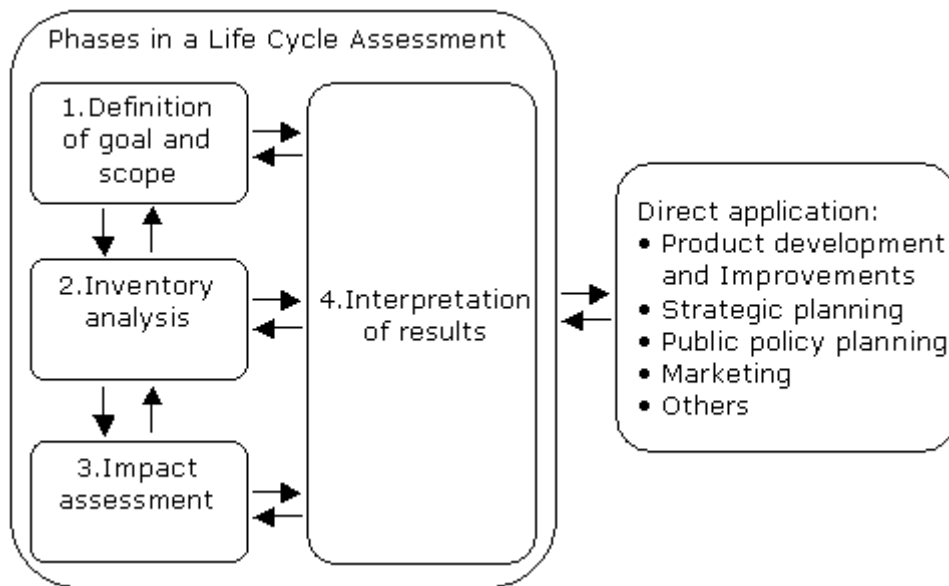 Phases in a Life Cycle Assessment
1.Definition
of goal and
scope
2.Inventory
analysis
3.Impact
assessment
4.Interpretation
of results
Direct application:
● Product development
and Improvements
● Strategic planning
● Public policy planning
● Marketing
● Others